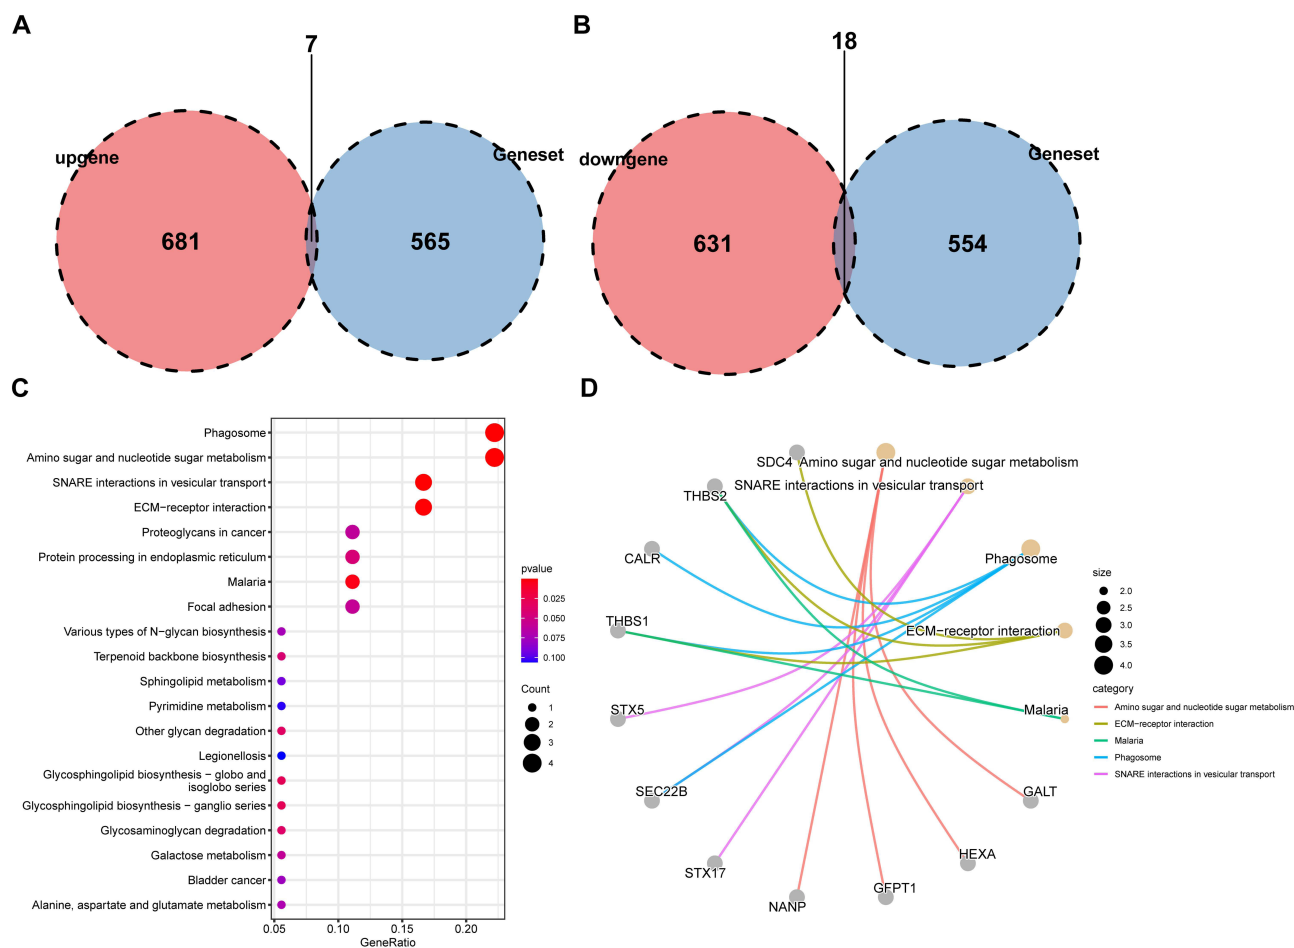 A
7
upgene
Geneset
681
565
B
18
downgene
Geneset
631
554
C
Phagosome
Amino sugar and nucleotide sugar metabolism
SNARE interactions in vesicular transport
ECM−receptor interaction
Proteoglycans in cancer
Protein processing in endoplasmic reticulum
Malaria
Focal adhesion
Various types of N−glycan biosynthesis
Terpenoid backbone biosynthesis
Sphingolipid metabolism
Pyrimidine metabolism
Other glycan degradation
Legionellosis
Glycosphingolipid biosynthesis − globo and
isoglobo series
Glycosphingolipid biosynthesis − ganglio series
Glycosaminoglycan degradation
Galactose metabolism
Bladder cancer
Alanine, aspartate and glutamate metabolism
0.05 0.10 0.15 0.20
GeneRatio
pvalue
0.025
0.050
0.075
0.100
Count
1
2
3
4
D
SDC4
Amino sugar and nucleotide sugar metabolism
SNARE interactions in vesicular transport
THBS2
CALR
Phagosome
THBS1
ECM−receptor interaction
STX5
Malaria
SEC22B
GALT
STX17
HEXA
NANP
GFPT1
size
2.0
2.5
3.0
3.5
4.0
category
Amino sugar and nucleotide sugar metabolism
ECM−receptor interaction
Malaria
Phagosome
SNARE interactions in vesicular transport